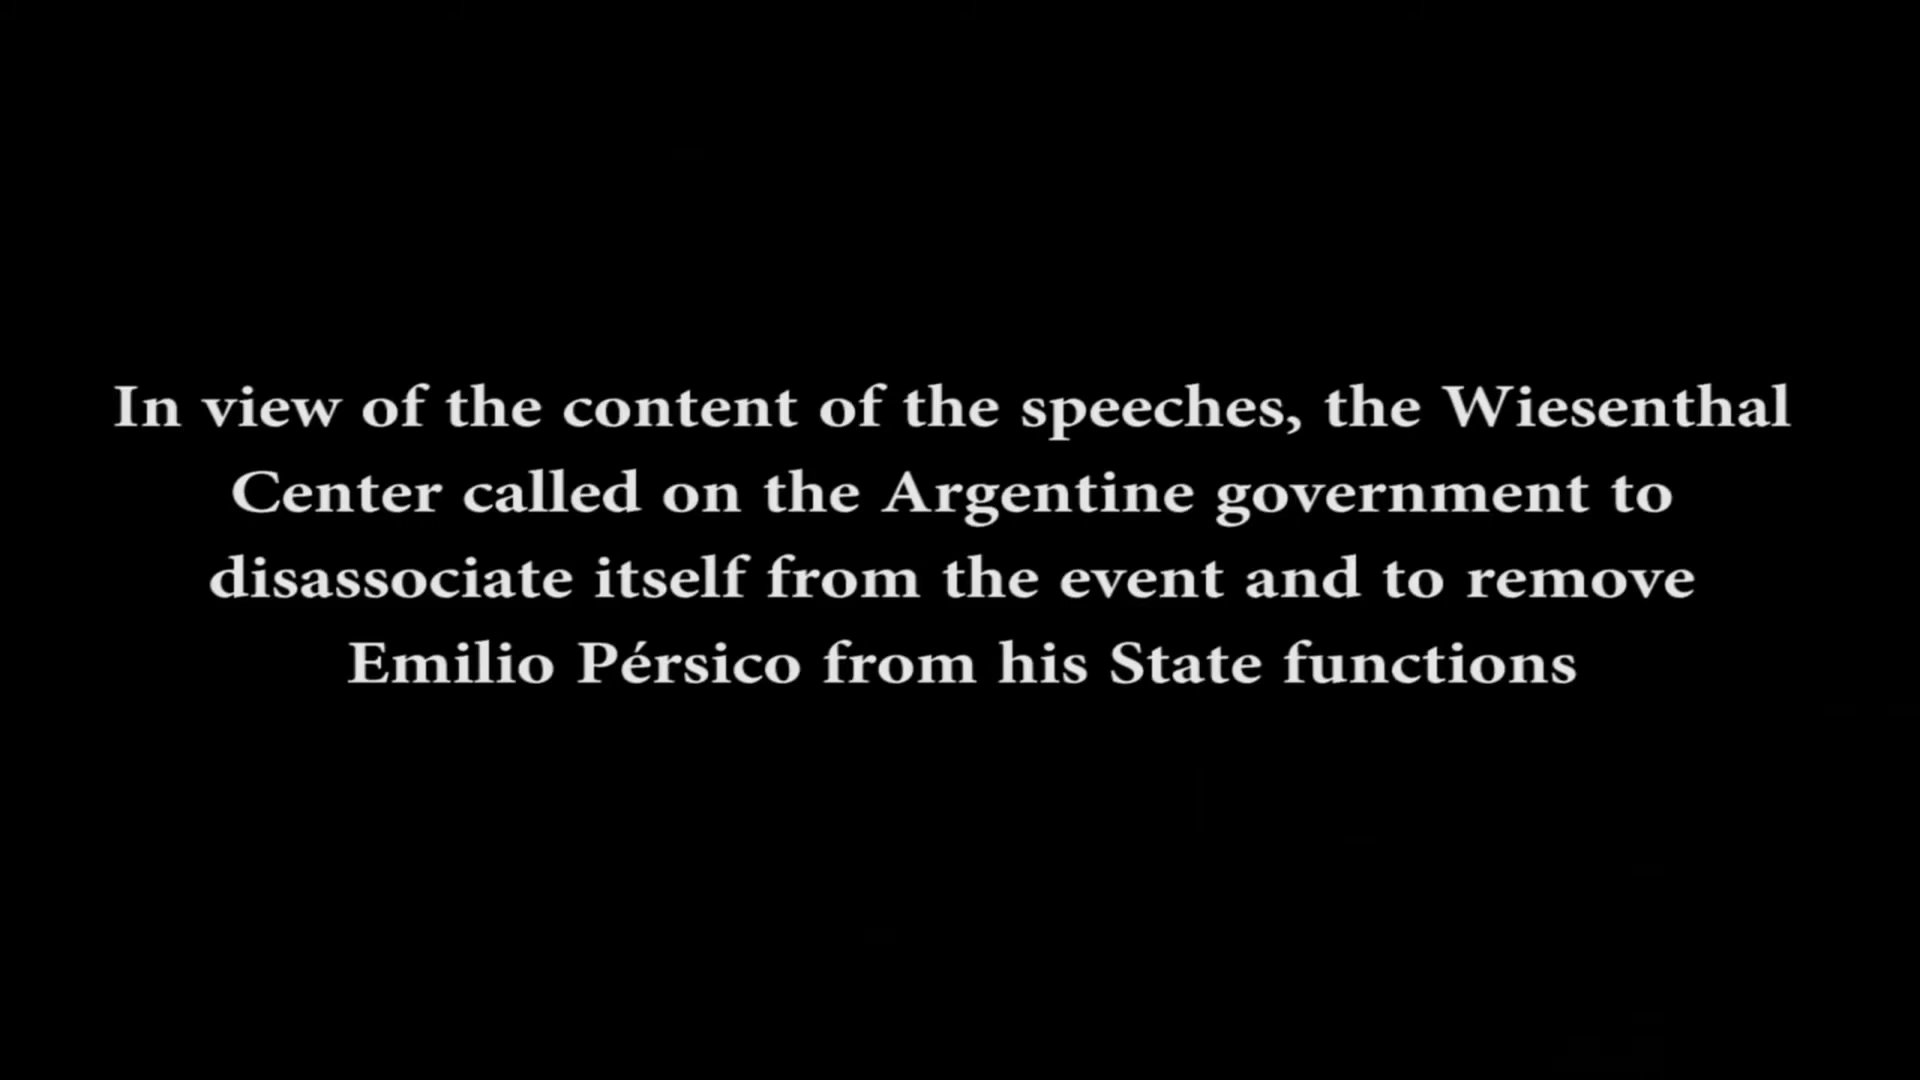 In view of the content of the speeches, the Wiesenthal
Center called on the Argentine government to
disassociate itself from the event and to remove
Emilio Pérsico from his State functions